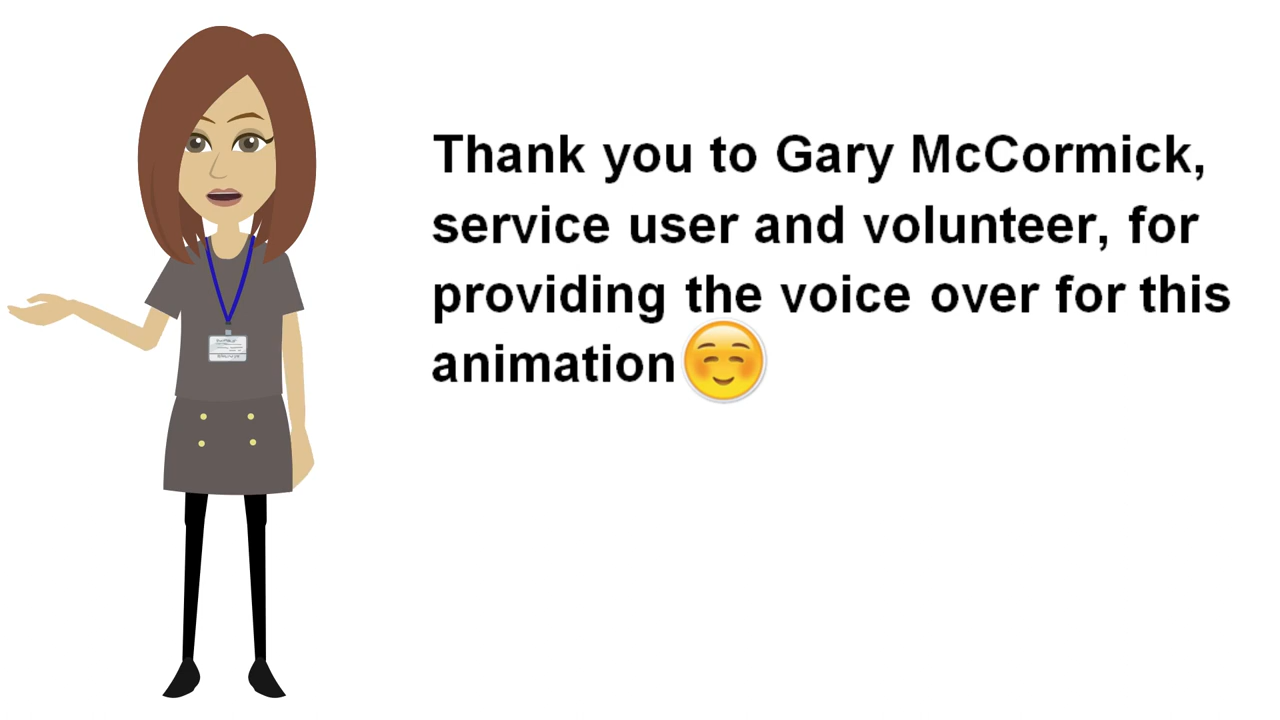 Thank you to Gary McCormick,
service user and volunteer, for
providing the voice over for this
animation